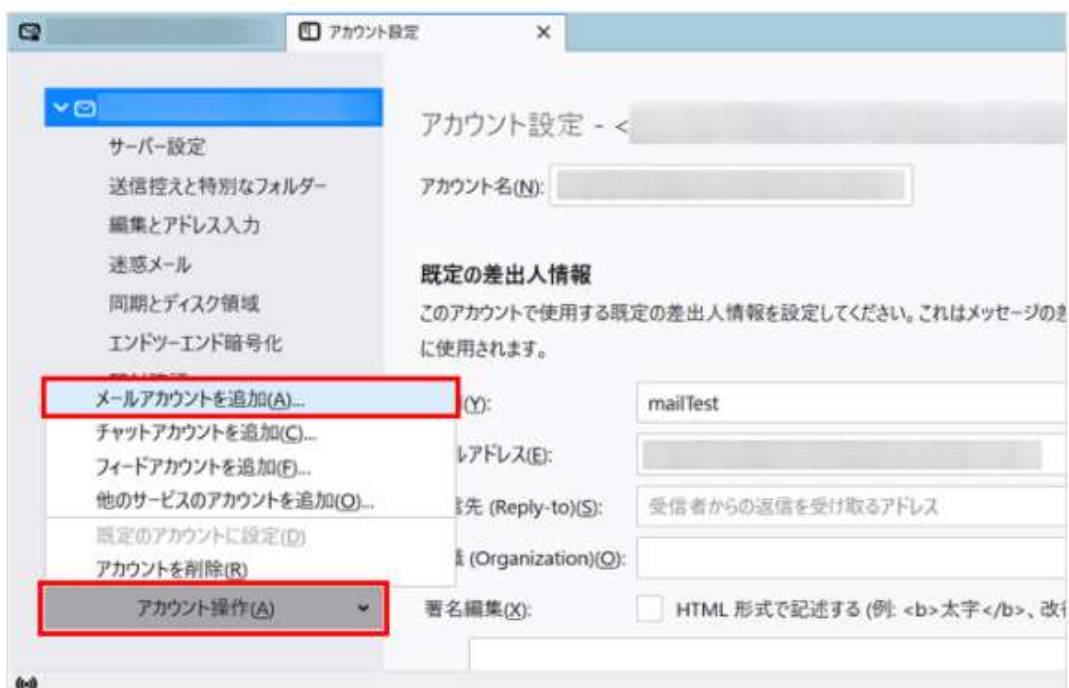 アカウント設定
サーバー設定
送信控えと特別なフォルダー
編集とアドレス入力
迷惑メール
同期とディスク領域
エンドツーエンド暗号化
メールアカウントを追加(A)...
チャットアカウントを追加(C)...
フィードアカウントを追加(F)...
他のサービスのアカウントを追加(O)...
既定のアカウントに設定(D)
アカウントを削除(R)
アカウント操作(A)
アカウント設定 - <
アカウント名(N):
既定の差出人情報
このアカウントで使用する既定の差出人情報を設定してください。これはメッセージの差
に使用されます。
(Y): mailTest
ルアドレス(E):
信先 (Reply-to)(S): 受信者からの返信を受け取るアドレス
(Organization)(O):
署名編集(X): HTML 形式で記述する (例: <b>太字</b>、改行